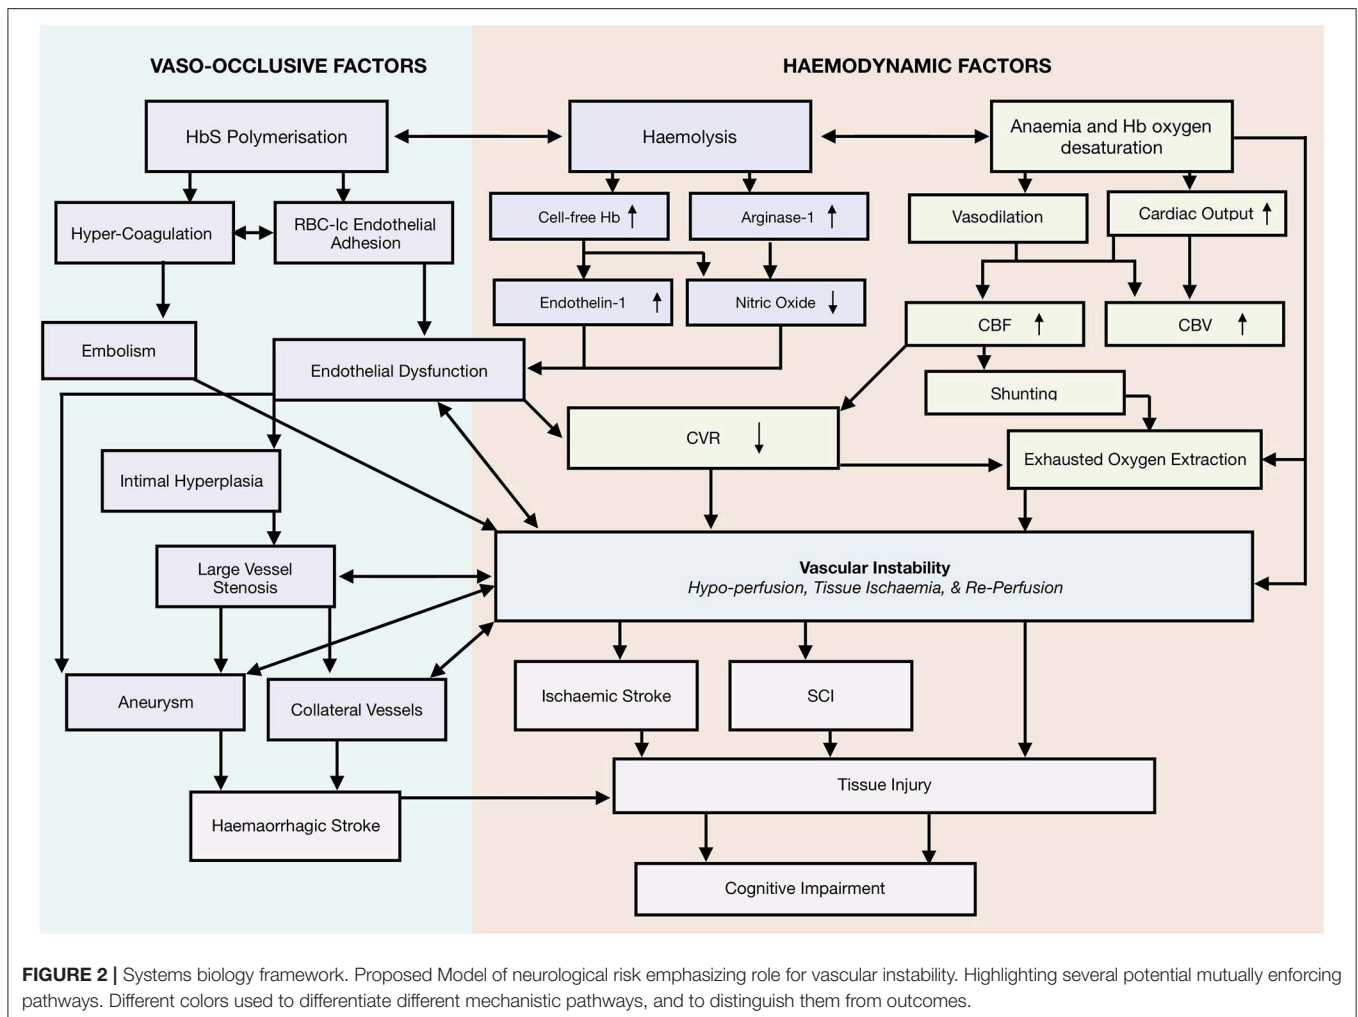 VASO-OCCLUSIVE FACTORS
HAEMODYNAMIC FACTORS
HbS Polymerisation
Haemolysis
Anaemia and Hb oxygen
desaturation
Hyper-Coagulation
RBC-Ic Endothelial
Adhesion
Cell-free Hb ↑
Arginase-1 ↑
Vasodilation
Cardiac Output ↑
Endothelin-1 ↑
Nitric Oxide ↓
CBF ↑
CBV ↑
Embolism
Endothelial Dysfunction
Shunting
CVR ↓
Exhausted Oxygen Extraction
Intimal Hyperplasia
Large Vessel
Stenosis
Vascular Instability
Hypo-perfusion, Tissue Ischaemia, & Re-Perfusion
Aneurysm
Collateral Vessels
Ischaemic Stroke
SCI
Tissue Injury
Haemaorrhagic Stroke
Cognitive Impairment
FIGURE 2 | Systems biology framework. Proposed Model of neurological risk emphasizing role for vascular instability. Highlighting several potential mutually enforcing
pathways. Different colors used to differentiate different mechanistic pathways, and to distinguish them from outcomes.